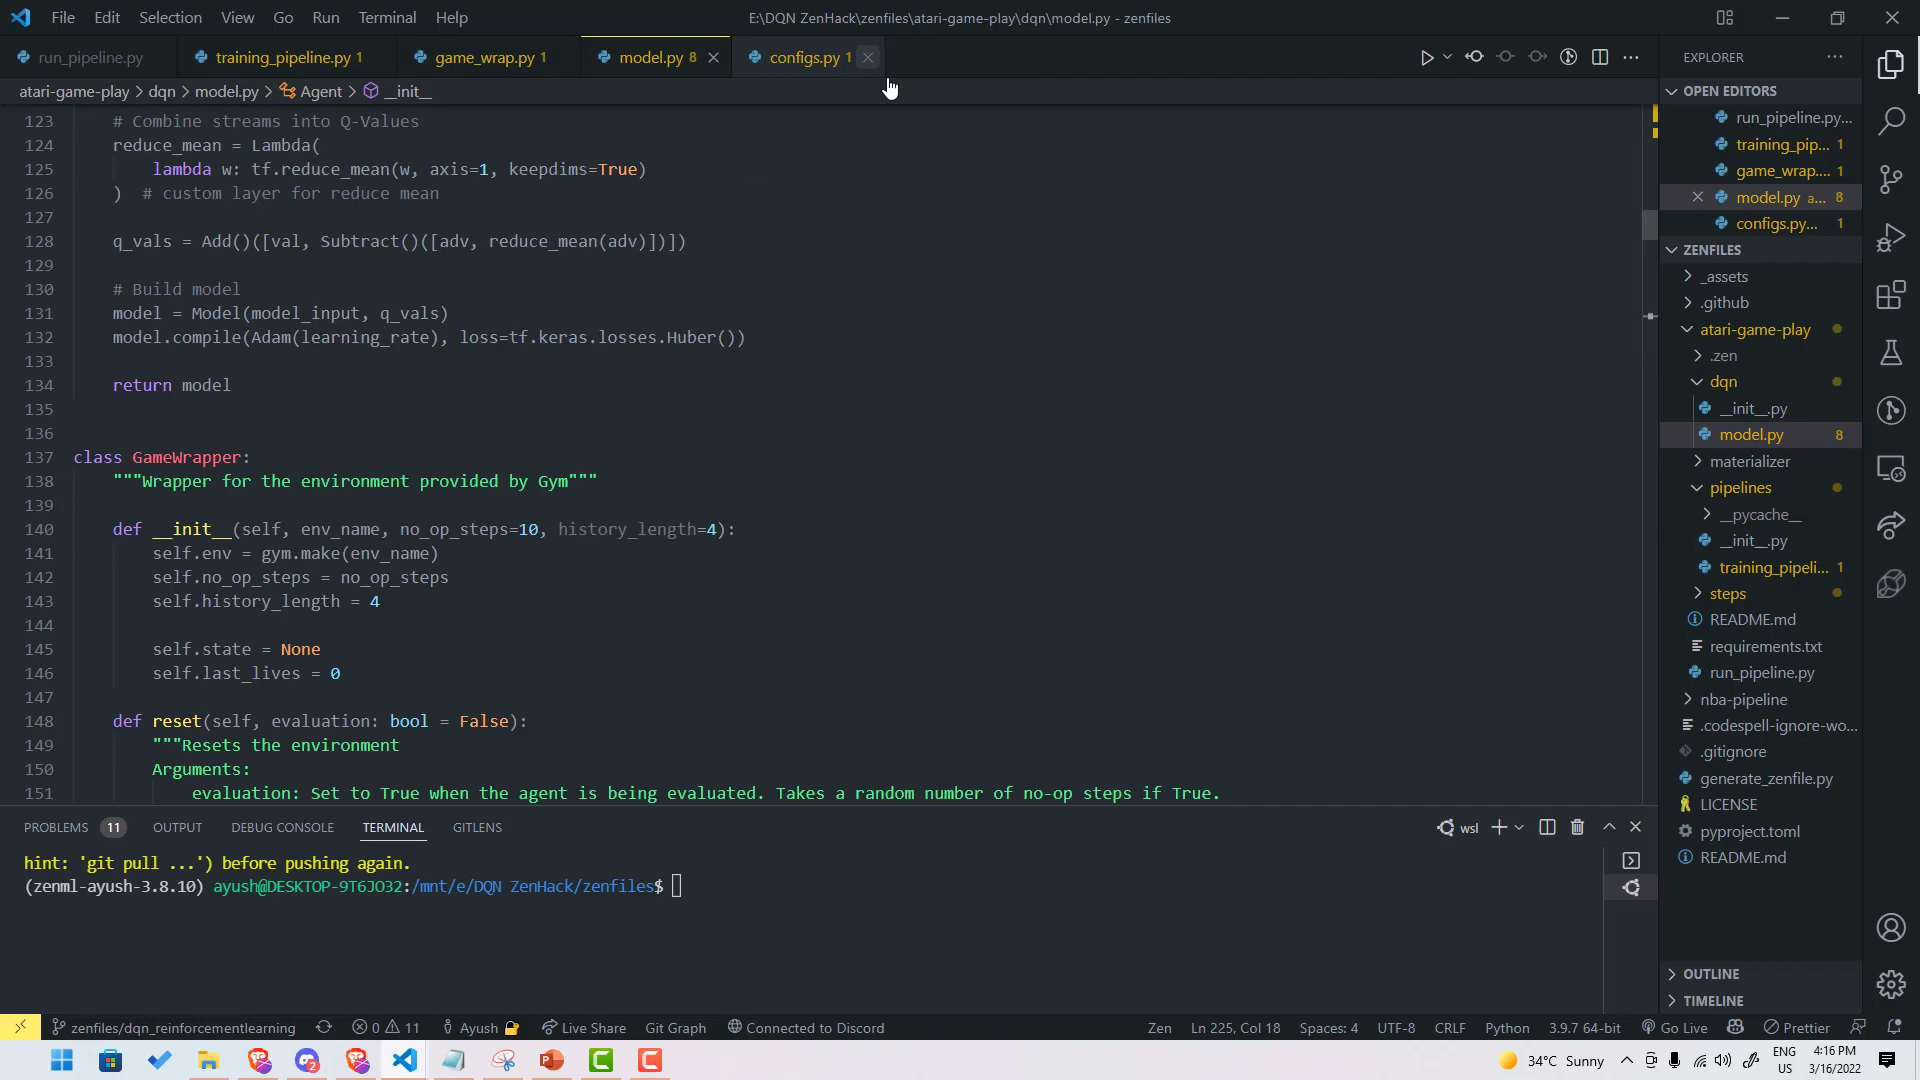 File Edit Selection View Go Run Terminal Help
E:\DQN ZenHack\zenfiles\atari-game-play\dqn\model.py - zenfiles
run_pipeline.py
training_pipeline.py 1
game_wrap.py 1
model.py 8
configs.py 1
atari-game-play > dqn > model.py > Agent > __init__
123 # Combine streams into Q-Values
124 reduce_mean = Lambda(
125 lambda w: tf.reduce_mean(w, axis=1, keepdims=True)
126 ) # custom layer for reduce mean
127
128 q_vals = Add()([val, Subtract()([adv, reduce_mean(adv)])])
129
130 # Build model
131 model = Model(model_input, q_vals)
132 model.compile(Adam(learning_rate), loss=tf.keras.losses.Huber())
133
134 return model
135
136
137 class GameWrapper:
138 """Wrapper for the environment provided by Gym"""
139
140 def __init__(self, env_name, no_op_steps=10, history_length=4):
141 self.env = gym.make(env_name)
142 self.no_op_steps = no_op_steps
143 self.history_length = 4
144
145 self.state = None
146 self.last_lives = 0
147
148 def reset(self, evaluation: bool = False):
149 """Resets the environment
150 Arguments:
151 evaluation: Set to True when the agent is being evaluated. Takes a random number of no-op steps if True.
EXPLORER
OPEN EDITORS
run_pipeline.py...
training_pip... 1
game_wrap.... 1
model.py a... 8
configs.py... 1
ZENFILES
_assets
.github
atari-game-play
.zen
dqn
__init__.py
model.py 8
materializer
pipelines
__pycache__
__init__.py
training_pipeli... 1
steps
README.md
requirements.txt
run_pipeline.py
nba-pipeline
.codespell-ignore-wo...
.gitignore
generate_zenfile.py
LICENSE
pyproject.toml
README.md
OUTLINE
TIMELINE
PROBLEMS 11 OUTPUT DEBUG CONSOLE TERMINAL GITLENS
wsl
hint: 'git pull ...') before pushing again.
(zenml-ayush-3.8.10) ayush@DESKTOP-9T6JO32:/mnt/e/DQN ZenHack/zenfiles$
zenfiles/dqn_reinforcementlearning 0 11 Ayush Live Share Git Graph Connected to Discord
Zen Ln 225, Col 18 Spaces: 4 UTF-8 CRLF Python 3.9.7 64-bit Go Live Prettier
2
34°C Sunny
ENG
US
4:16 PM
3/16/2022